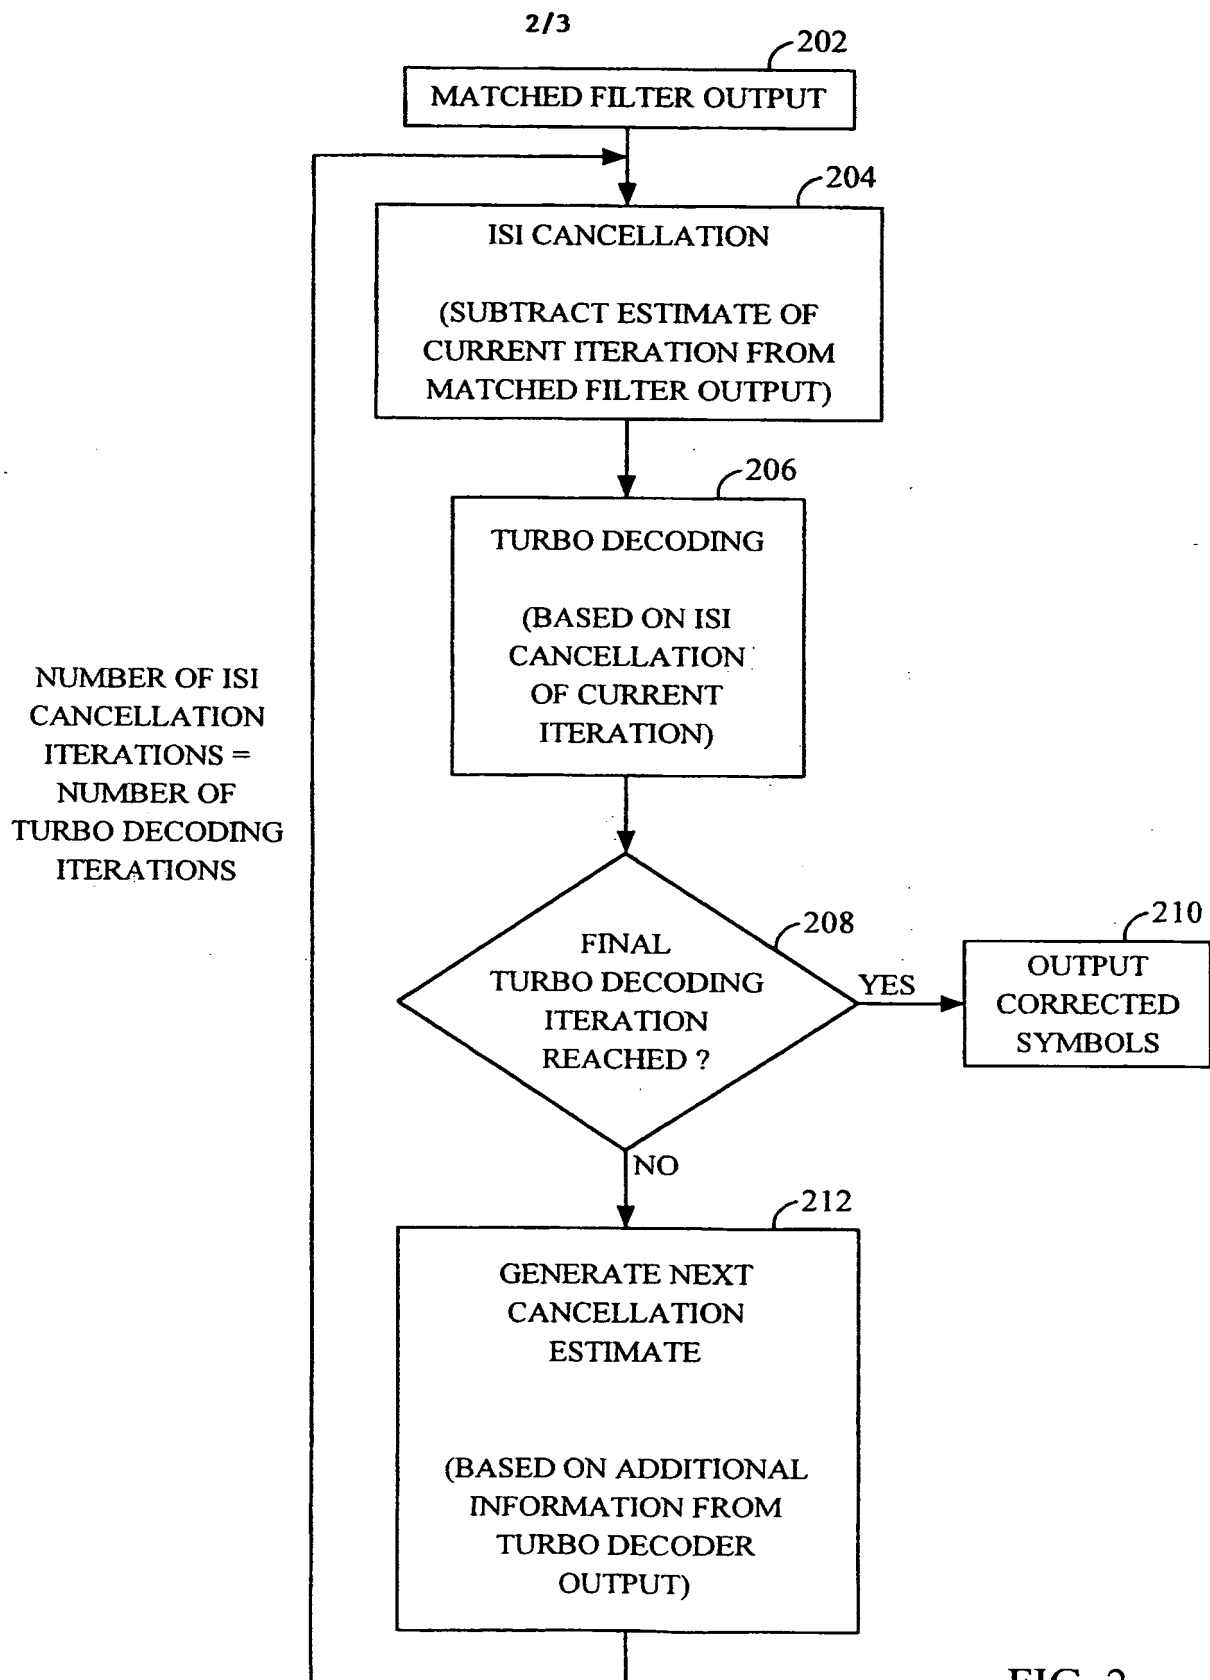 2/3
202
MATCHED FILTER OUTPUT
204
ISI CANCELLATION
(SUBTRACT ESTIMATE OF
CURRENT ITERATION FROM
MATCHED FILTER OUTPUT)
206
TURBO DECODING
(BASED ON ISI
CANCELLATION
OF CURRENT
ITERATION)
NUMBER OF ISI
CANCELLATION
ITERATIONS =
NUMBER OF
TURBO DECODING
ITERATIONS
208
FINAL
TURBO DECODING
ITERATION
REACHED ?
YES
210
OUTPUT
CORRECTED
SYMBOLS
NO
212
GENERATE NEXT
CANCELLATION
ESTIMATE
(BASED ON ADDITIONAL
INFORMATION FROM
TURBO DECODER
OUTPUT)
FIG. 2